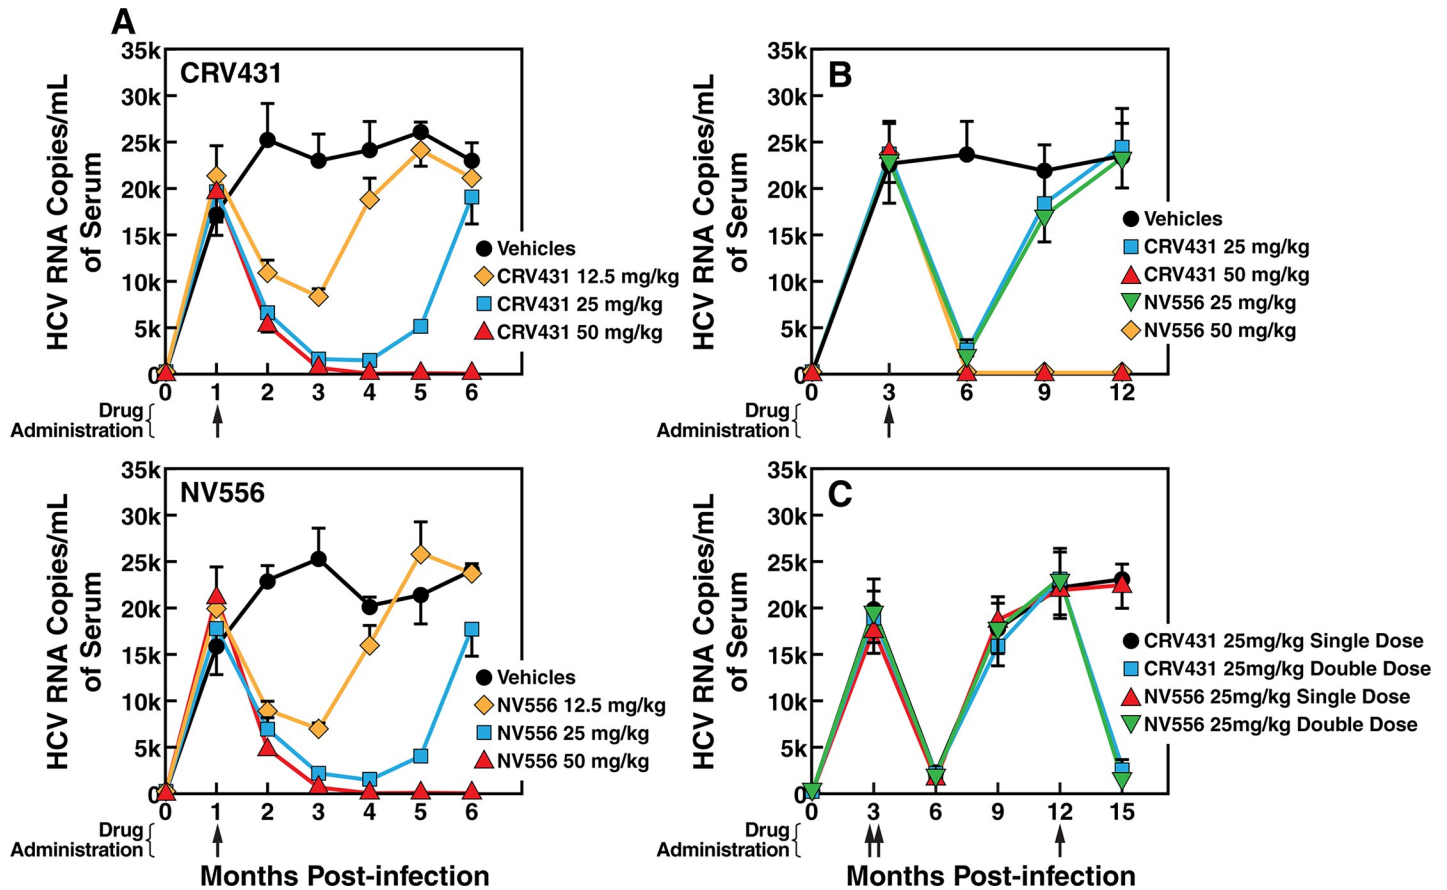 A
CRV431
HCV RNA Copies/mL
of Serum
35k
30k
25k
20k
15k
10k
5k
0
0 1 2 3 4 5 6
Vehicles
CRV431 12.5 mg/kg
CRV431 25 mg/kg
CRV431 50 mg/kg
Drug
Administration
B
HCV RNA Copies/mL
of Serum
35k
30k
25k
20k
15k
10k
5k
0
0 3 6 9 12
Vehicles
CRV431 25 mg/kg
CRV431 50 mg/kg
NV556 25 mg/kg
NV556 50 mg/kg
Drug
Administration
NV556
HCV RNA Copies/mL
of Serum
35k
30k
25k
20k
15k
10k
5k
0
0 1 2 3 4 5 6
Vehicles
NV556 12.5 mg/kg
NV556 25 mg/kg
NV556 50 mg/kg
Drug
Administration
Months Post-infection
C
HCV RNA Copies/mL
of Serum
35k
30k
25k
20k
15k
10k
5k
0
0 3 6 9 12 15
CRV431 25mg/kg Single Dose
CRV431 25mg/kg Double Dose
NV556 25mg/kg Single Dose
NV556 25mg/kg Double Dose
Drug
Administration
Months Post-infection